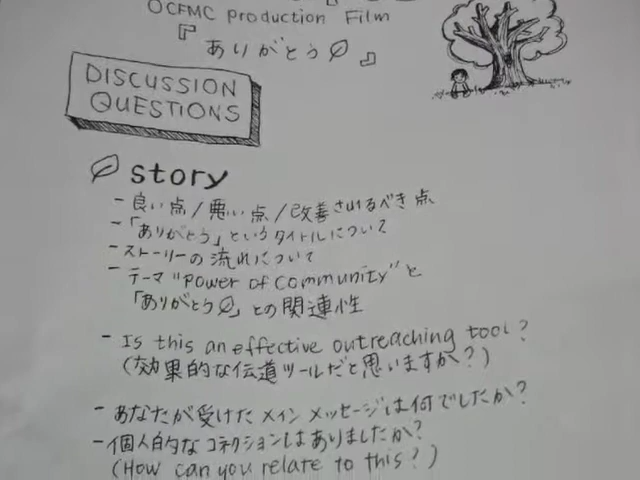 OCFMC Production Film
『ありがとう』
DISCUSSION
QUESTIONS
story
- 良い点/悪い点/改善されるべき点
- 「ありがとう」というタイトルについて
- ストーリーの流れについて
- テーマ "Power of Community" と
「ありがとう」との関連性
- Is this an effective outreaching tool?
(効果的な伝道ツールだと思いますか?)
- あなたが受けたメインメッセージは何でしたか?
- 個人的なコネクションはありましたか?
(How can you relate to this?)